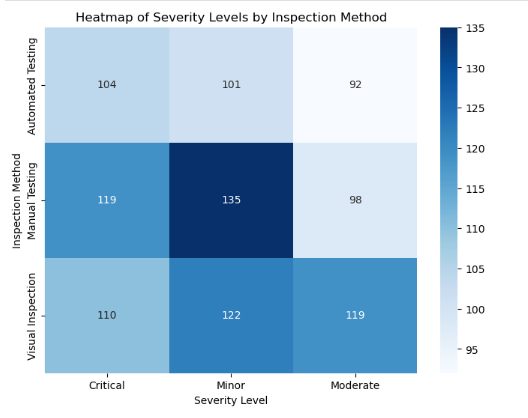 Heatmap of Severity Levels by Inspection Method
Inspection Method
Automated Testing
104 101 92
Manual Testing
119 135 98
Visual Inspection
110 122 119
Critical Minor Moderate
Severity Level
135
130
125
120
115
110
105
100
95